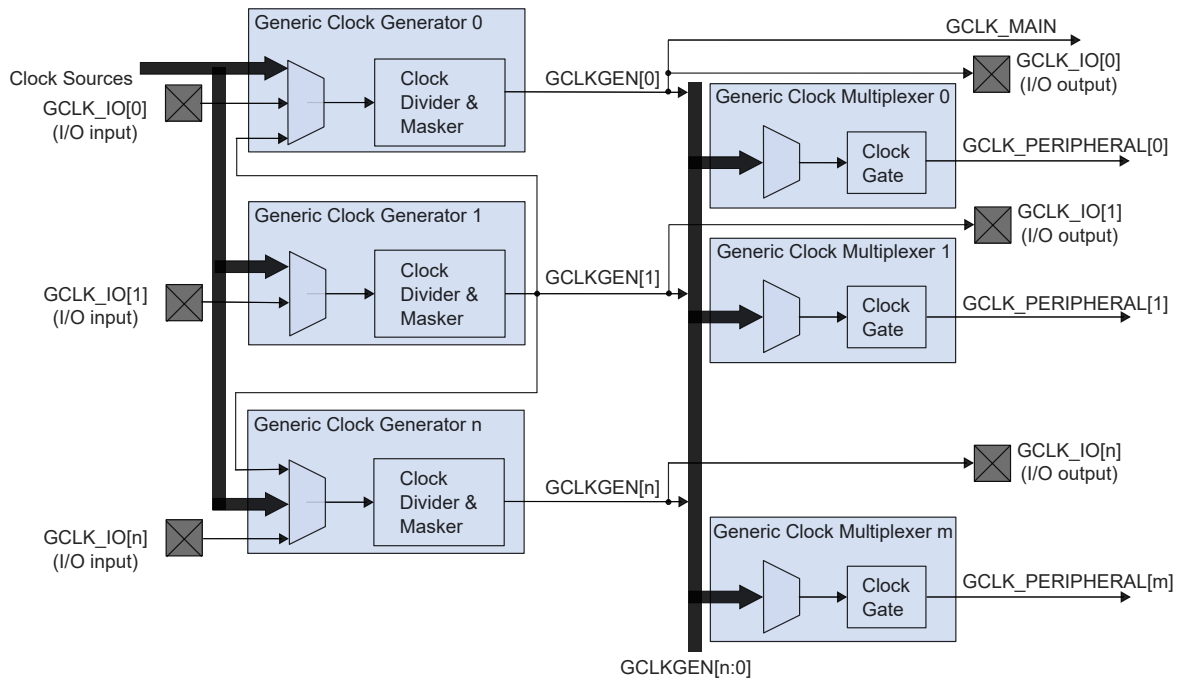 Generic Clock Generator 0
Clock Sources
GCLK_IO[0]
(I/O input)
Clock
Divider &
Masker
GCLKGEN[0]
GCLK_MAIN
GCLK_IO[0]
(I/O output)
Generic Clock Multiplexer 0
Clock
Gate
GCLK_PERIPHERAL[0]
Generic Clock Generator 1
GCLK_IO[1]
(I/O input)
Clock
Divider &
Masker
GCLKGEN[1]
GCLK_IO[1]
(I/O output)
Generic Clock Multiplexer 1
Clock
Gate
GCLK_PERIPHERAL[1]
Generic Clock Generator n
GCLK_IO[n]
(I/O input)
Clock
Divider &
Masker
GCLKGEN[n]
GCLK_IO[n]
(I/O output)
Generic Clock Multiplexer m
Clock
Gate
GCLK_PERIPHERAL[m]
GCLKGEN[n:0]